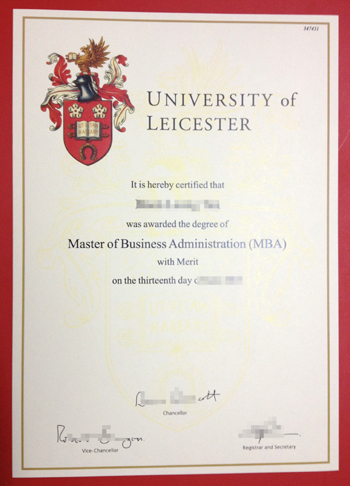 347431
UNIVERSITY of
LEICESTER
It is hereby certified that
was awarded the degree of
Master of Business Administration (MBA)
with Merit
on the thirteenth day
Chancellor
Vice-Chancellor
Registrar and Secretary